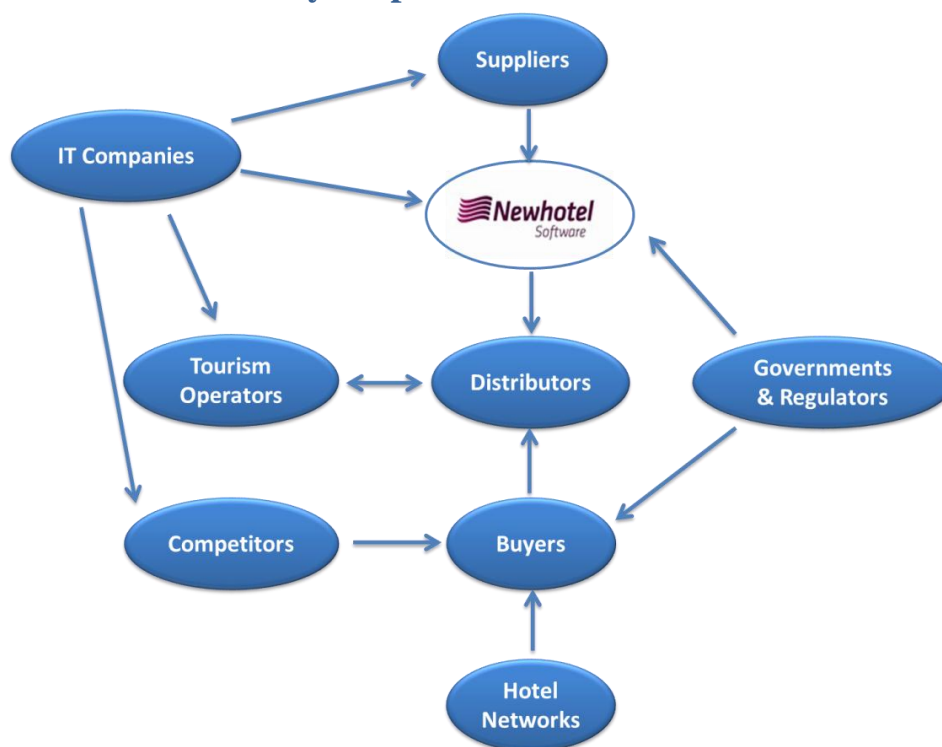 Suppliers
IT Companies
Newhotel
Software
Tourism
Operators
Distributors
Governments
& Regulators
Competitors
Buyers
Hotel
Networks